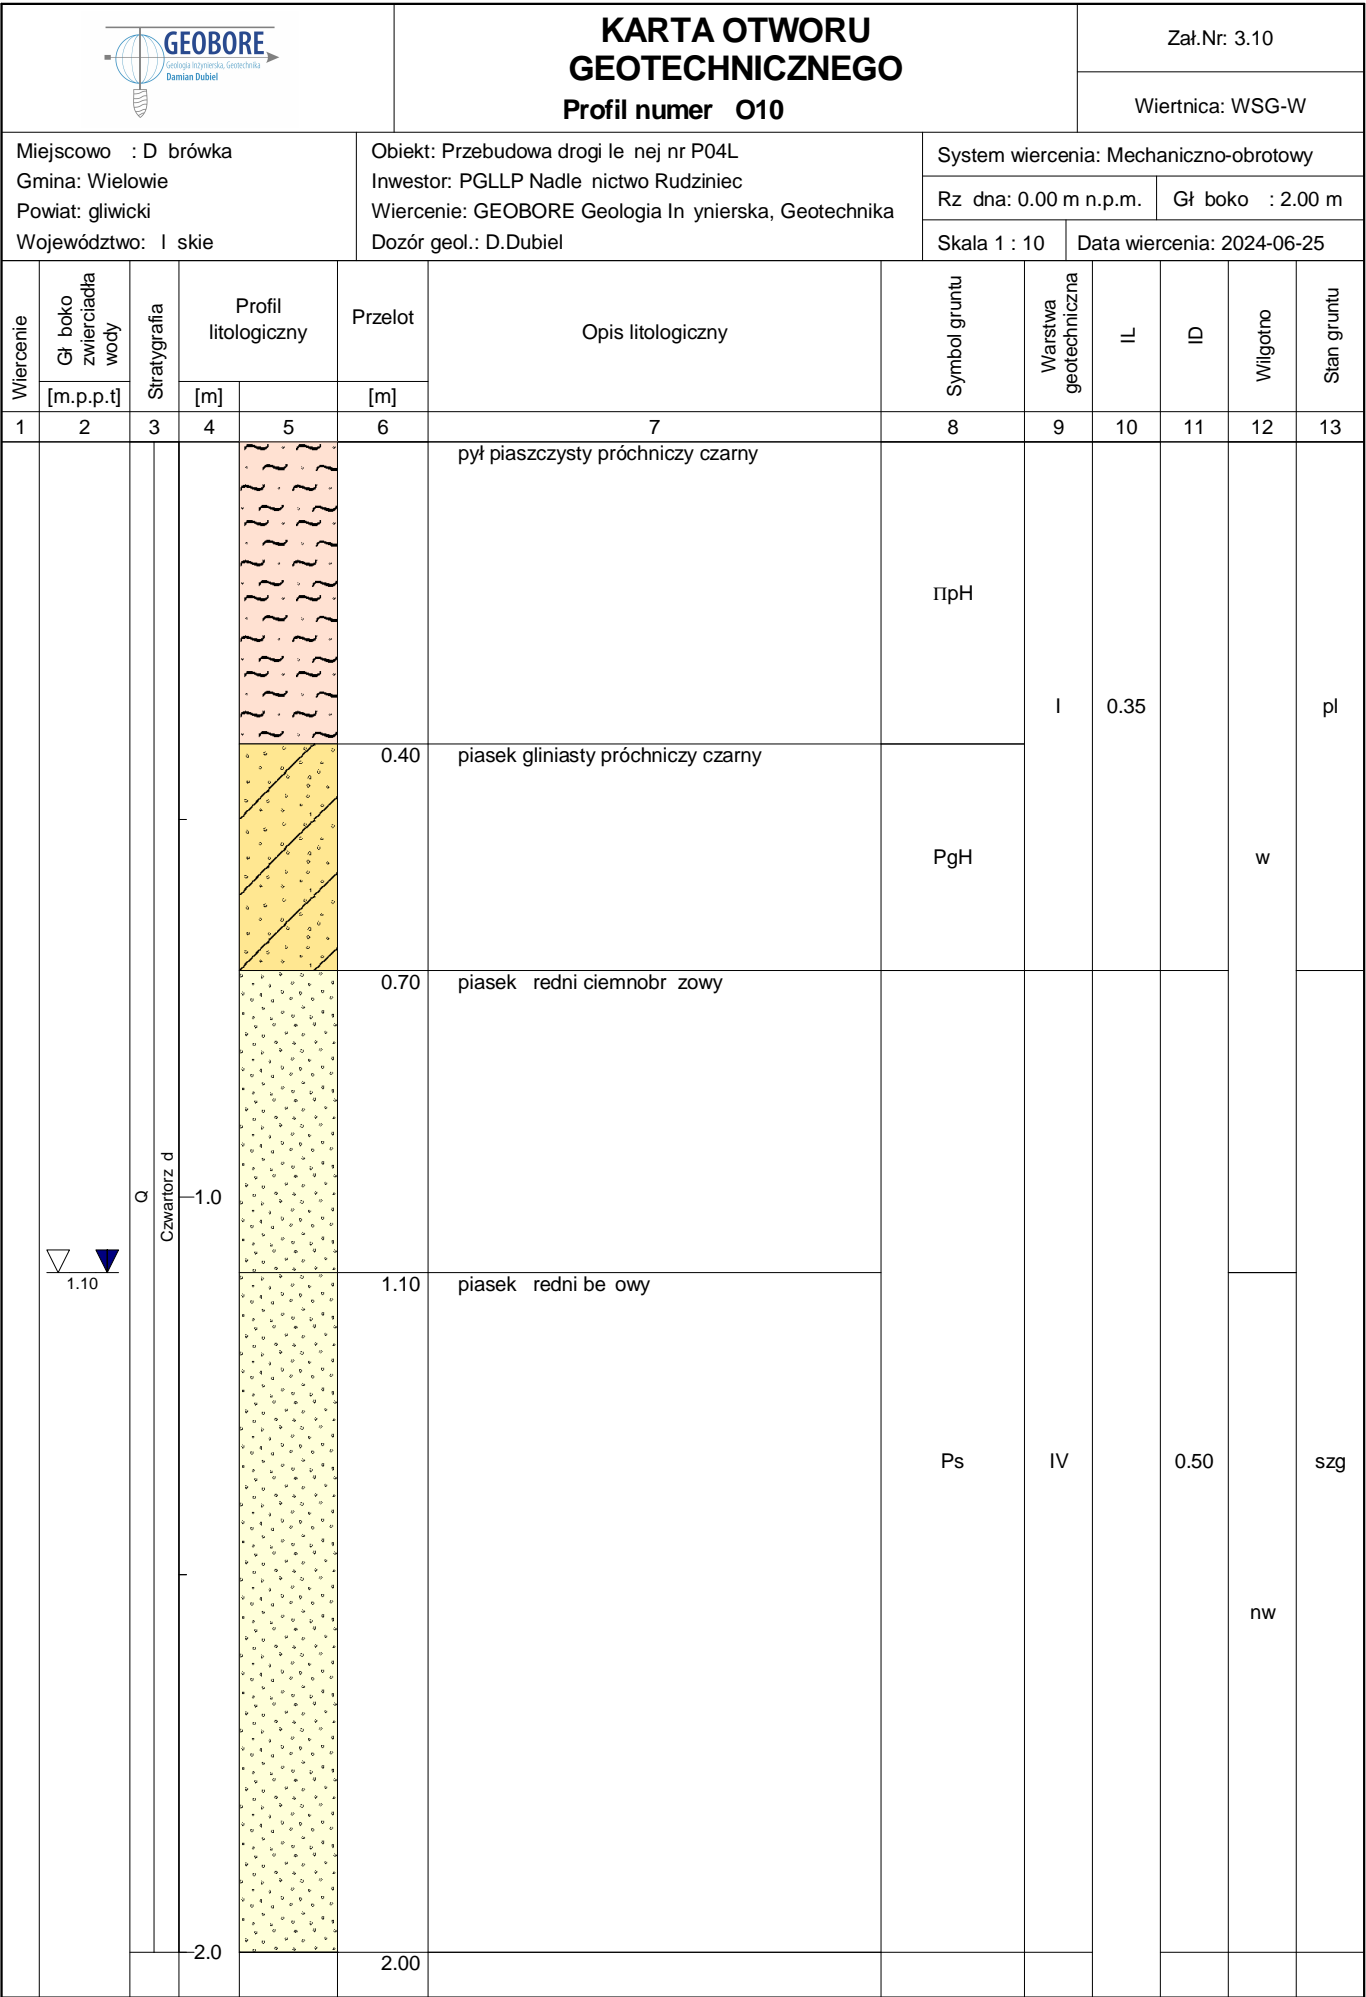 GEOBORE
Geologia Inżynierska, Geotechnika
Damian Dubiel
KARTA OTWORU
GEOTECHNICZNEGO
Profil numer O10
Zał.Nr: 3.10
Wiertnica: WSG-W
Miejscowo : D brówka
Gmina: Wielowie
Powiat: gliwicki
Województwo: l skie
Obiekt: Przebudowa drogi le nej nr P04L
Inwestor: PGLLP Nadle nictwo Rudziniec
Wiercenie: GEOBORE Geologia In ynierska, Geotechnika
Dozór geol.: D.Dubiel
System wiercenia: Mechaniczno-obrotowy
Rz dna: 0.00 m n.p.m. Gł boko : 2.00 m
Skala 1 : 10 Data wiercenia: 2024-06-25
Wiercenie
Gł boko
zwierciadła
wody
[m.p.p.t]
Stratygrafia
Profil
litologiczny
[m]
Przelot
[m]
Opis litologiczny
Symbol gruntu
Warstwa
geotechniczna
IL
ID
Wilgotno
Stan gruntu
1 2 3 4 5 6 7 8 9 10 11 12 13
pył piaszczysty próchniczy czarny
ΠpH
I 0.35 pl
0.40 piasek gliniasty próchniczy czarny
PgH w
0.70 piasek redni ciemnobr zowy
Q
Czwartorz d
1.0
1.10
1.10 piasek redni be owy
Ps IV 0.50 szg
nw
2.0
2.00